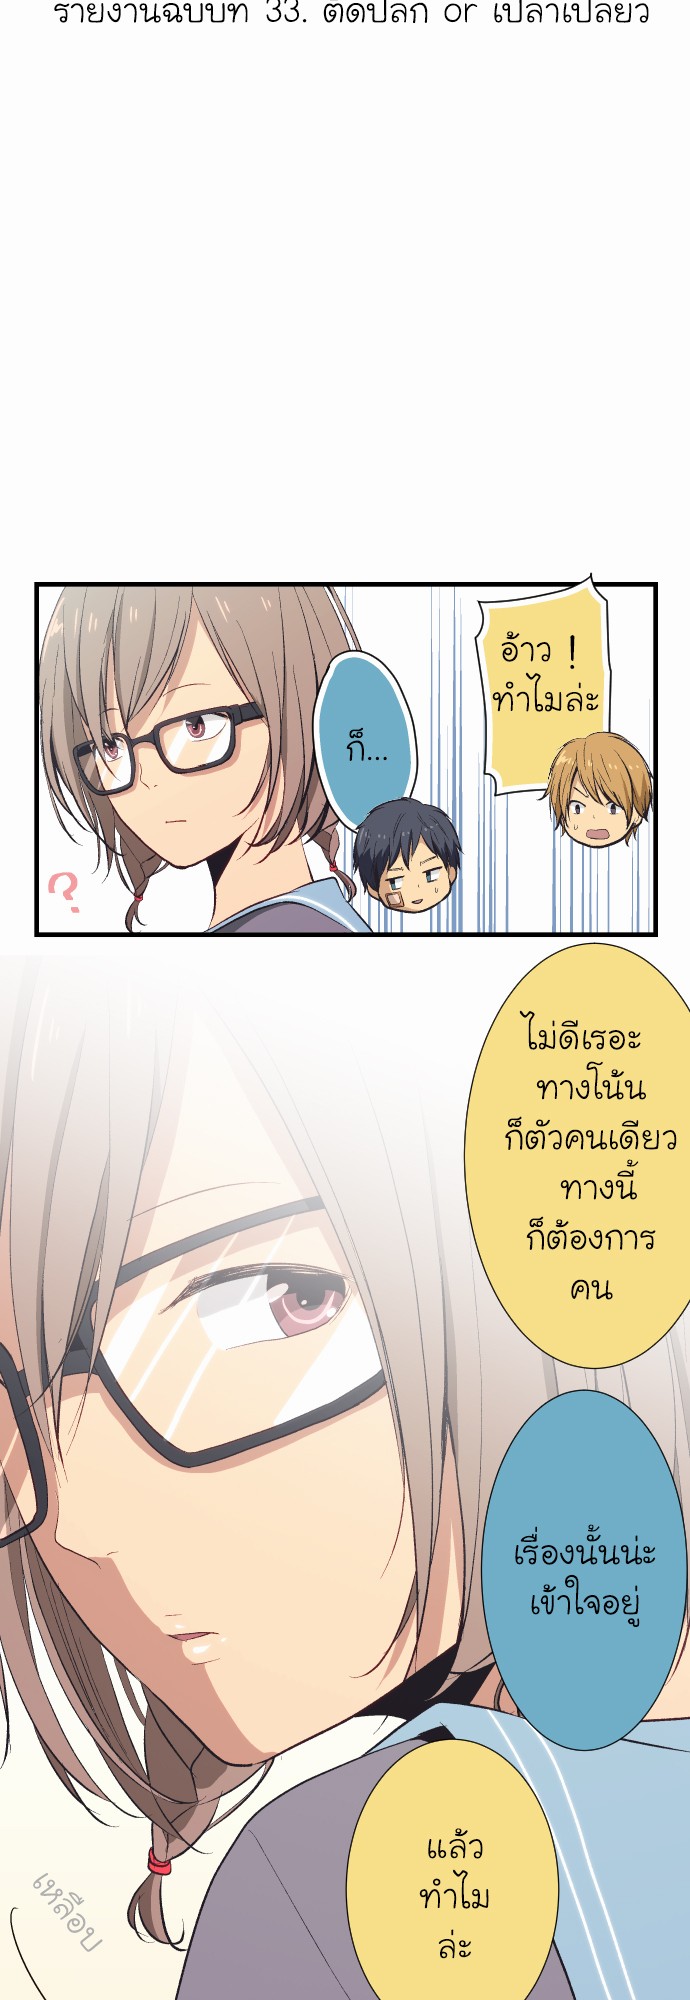 รายงานฉบับที่ 33. ติดปลัก or เปล่าเปลี่ยว
อ้าว !
ทำไมล่ะ
ก็...
?
ไม่ดีเรอะ
ทางโน้น
ก็ตัวคนเดียว
ทางนี้
ก็ต้องการ
คน
เรื่องนั้นน่ะ
เข้าใจอยู่
แล้ว
ทำไม
ล่ะ
เหลือบ